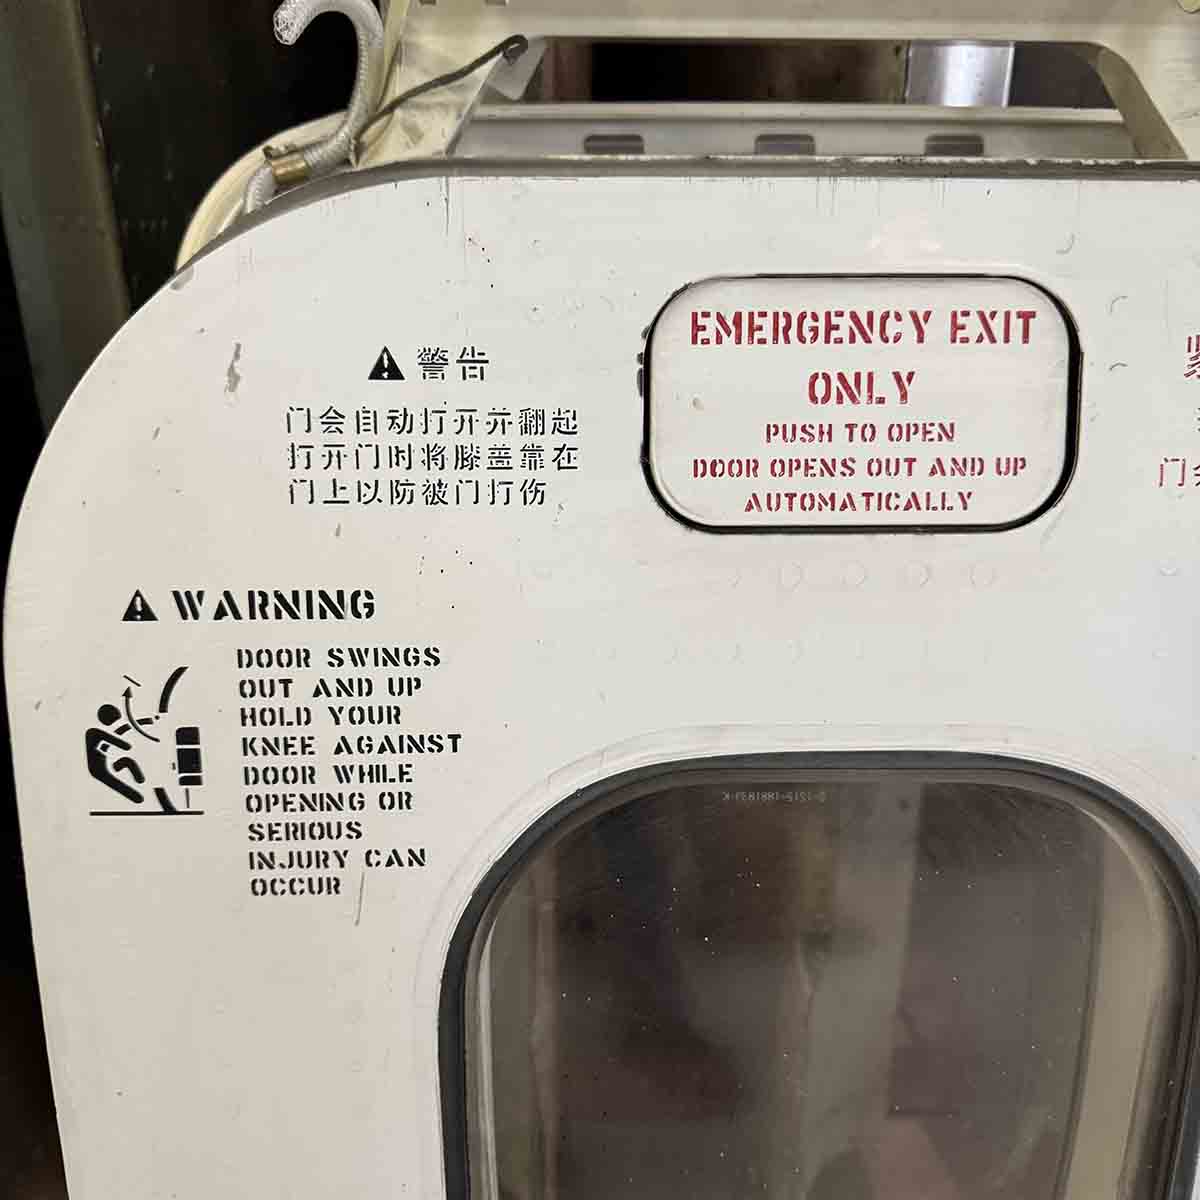 警告
门会自动打开并翻起
打开门时将膝盖靠在
门上以防被门打伤
EMERGENCY EXIT
ONLY
PUSH TO OPEN
DOOR OPENS OUT AND UP
AUTOMATICALLY
门
WARNING
DOOR SWINGS
OUT AND UP
HOLD YOUR
KNEE AGAINST
DOOR WHILE
OPENING OR
SERIOUS
INJURY CAN
OCCUR